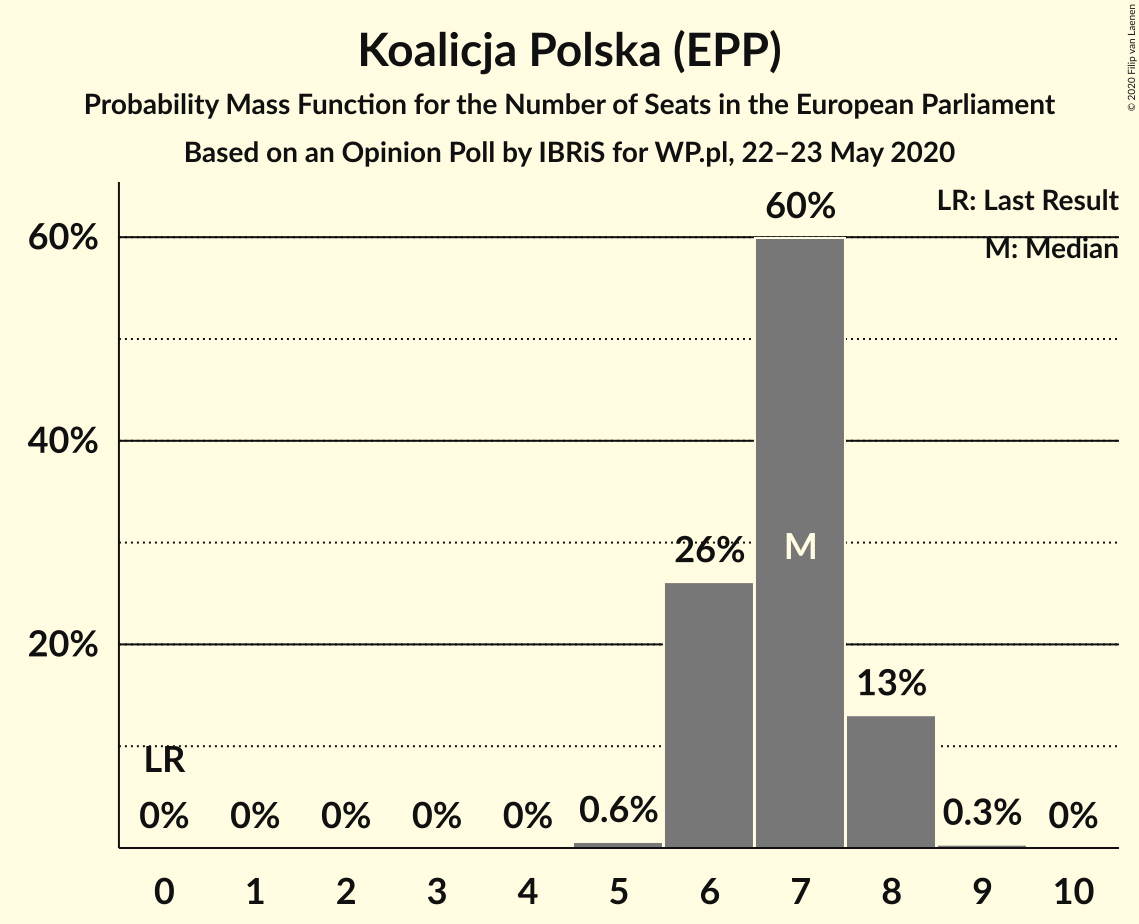 Koalicja Polska (EPP)
Probability Mass Function for the Number of Seats in the European Parliament
Based on an Opinion Poll by IBRiS for WP.pl, 22–23 May 2020
© 2020 Filip van Laenen
LR: Last Result
M: Median
60%
40%
20%
LR
0%
0%
0%
0%
0%
0.6%
26%
60%
M
13%
0.3%
0%
0 1 2 3 4 5 6 7 8 9 10